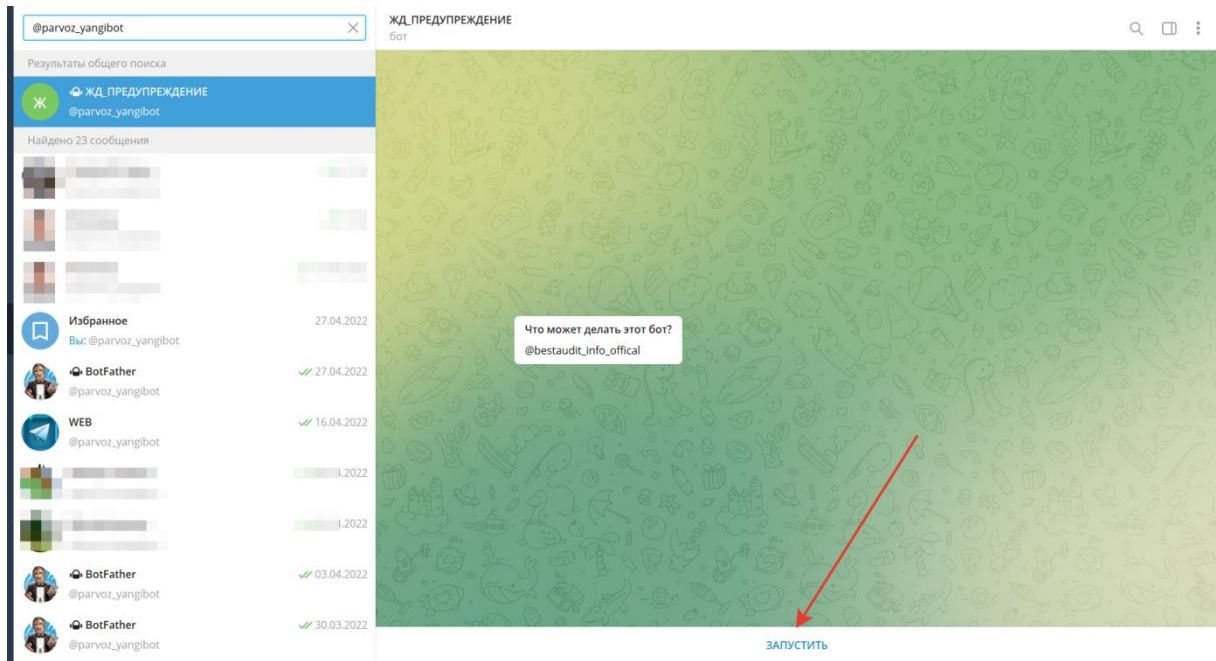 @parvoz_yangibot
Результаты общего поиска
Ж
ЖД_ПРЕДУПРЕЖДЕНИЕ
@parvoz_yangibot
Найдено 23 сообщения
Избранное 27.04.2022
Вы: @parvoz_yangibot
BotFather 27.04.2022
@parvoz_yangibot
WEB 16.04.2022
@parvoz_yangibot
.2022
.2022
BotFather 03.04.2022
@parvoz_yangibot
BotFather 30.03.2022
@parvoz_yangibot
ЖД_ПРЕДУПРЕЖДЕНИЕ
бот
Что может делать этот бот?
@bestaudit_info_offical
ЗАПУСТИТЬ